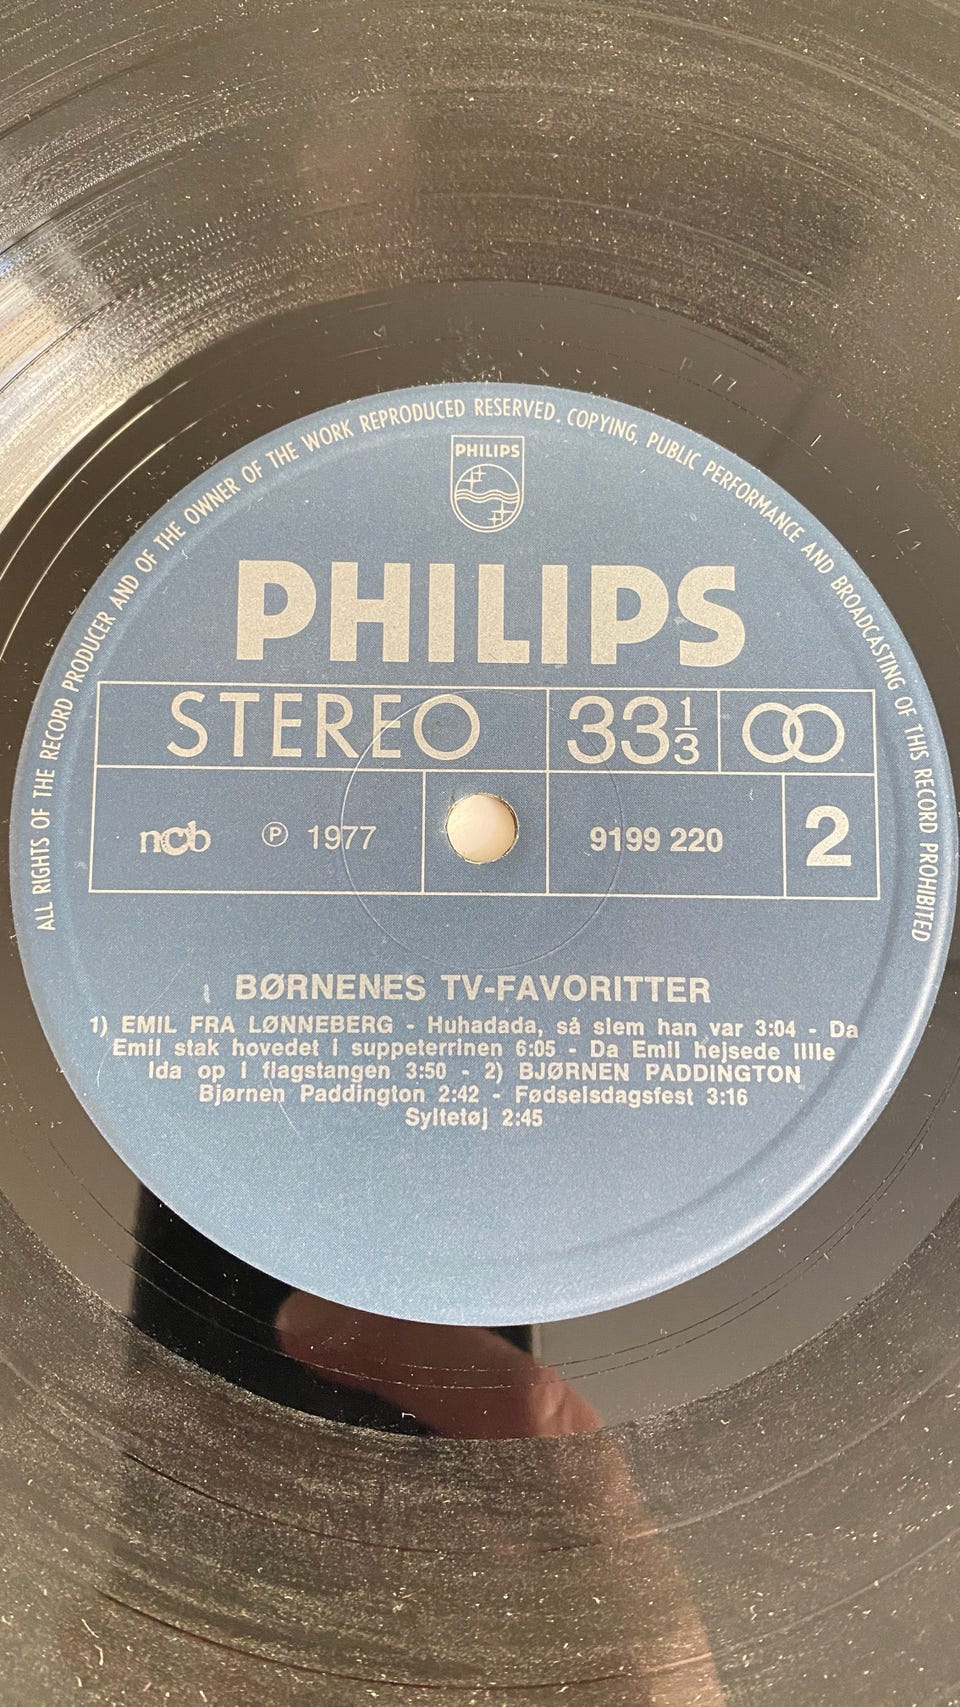 ALL RIGHTS OF THE RECORD PRODUCER AND OF THE OWNER OF THE WORK REPRODUCED RESERVED. COPYING, PUBLIC PERFORMANCE AND BROADCASTING OF THIS RECORD PROHIBITED
PHILIPS
PHILIPS
STEREO 33 1/3
ncb ℗ 1977 9199 220 2
BØRNENES TV-FAVORITTER
1) EMIL FRA LØNNEBERG - Huhadada, så slem han var 3:04 - Da
Emil stak hovedet i suppeterrinen 6:05 - Da Emil hejsede lille
Ida op i flagstangen 3:50 - 2) BJØRNEN PADDINGTON
Bjørnen Paddington 2:42 - Fødselsdagsfest 3:16
Syltetøj 2:45